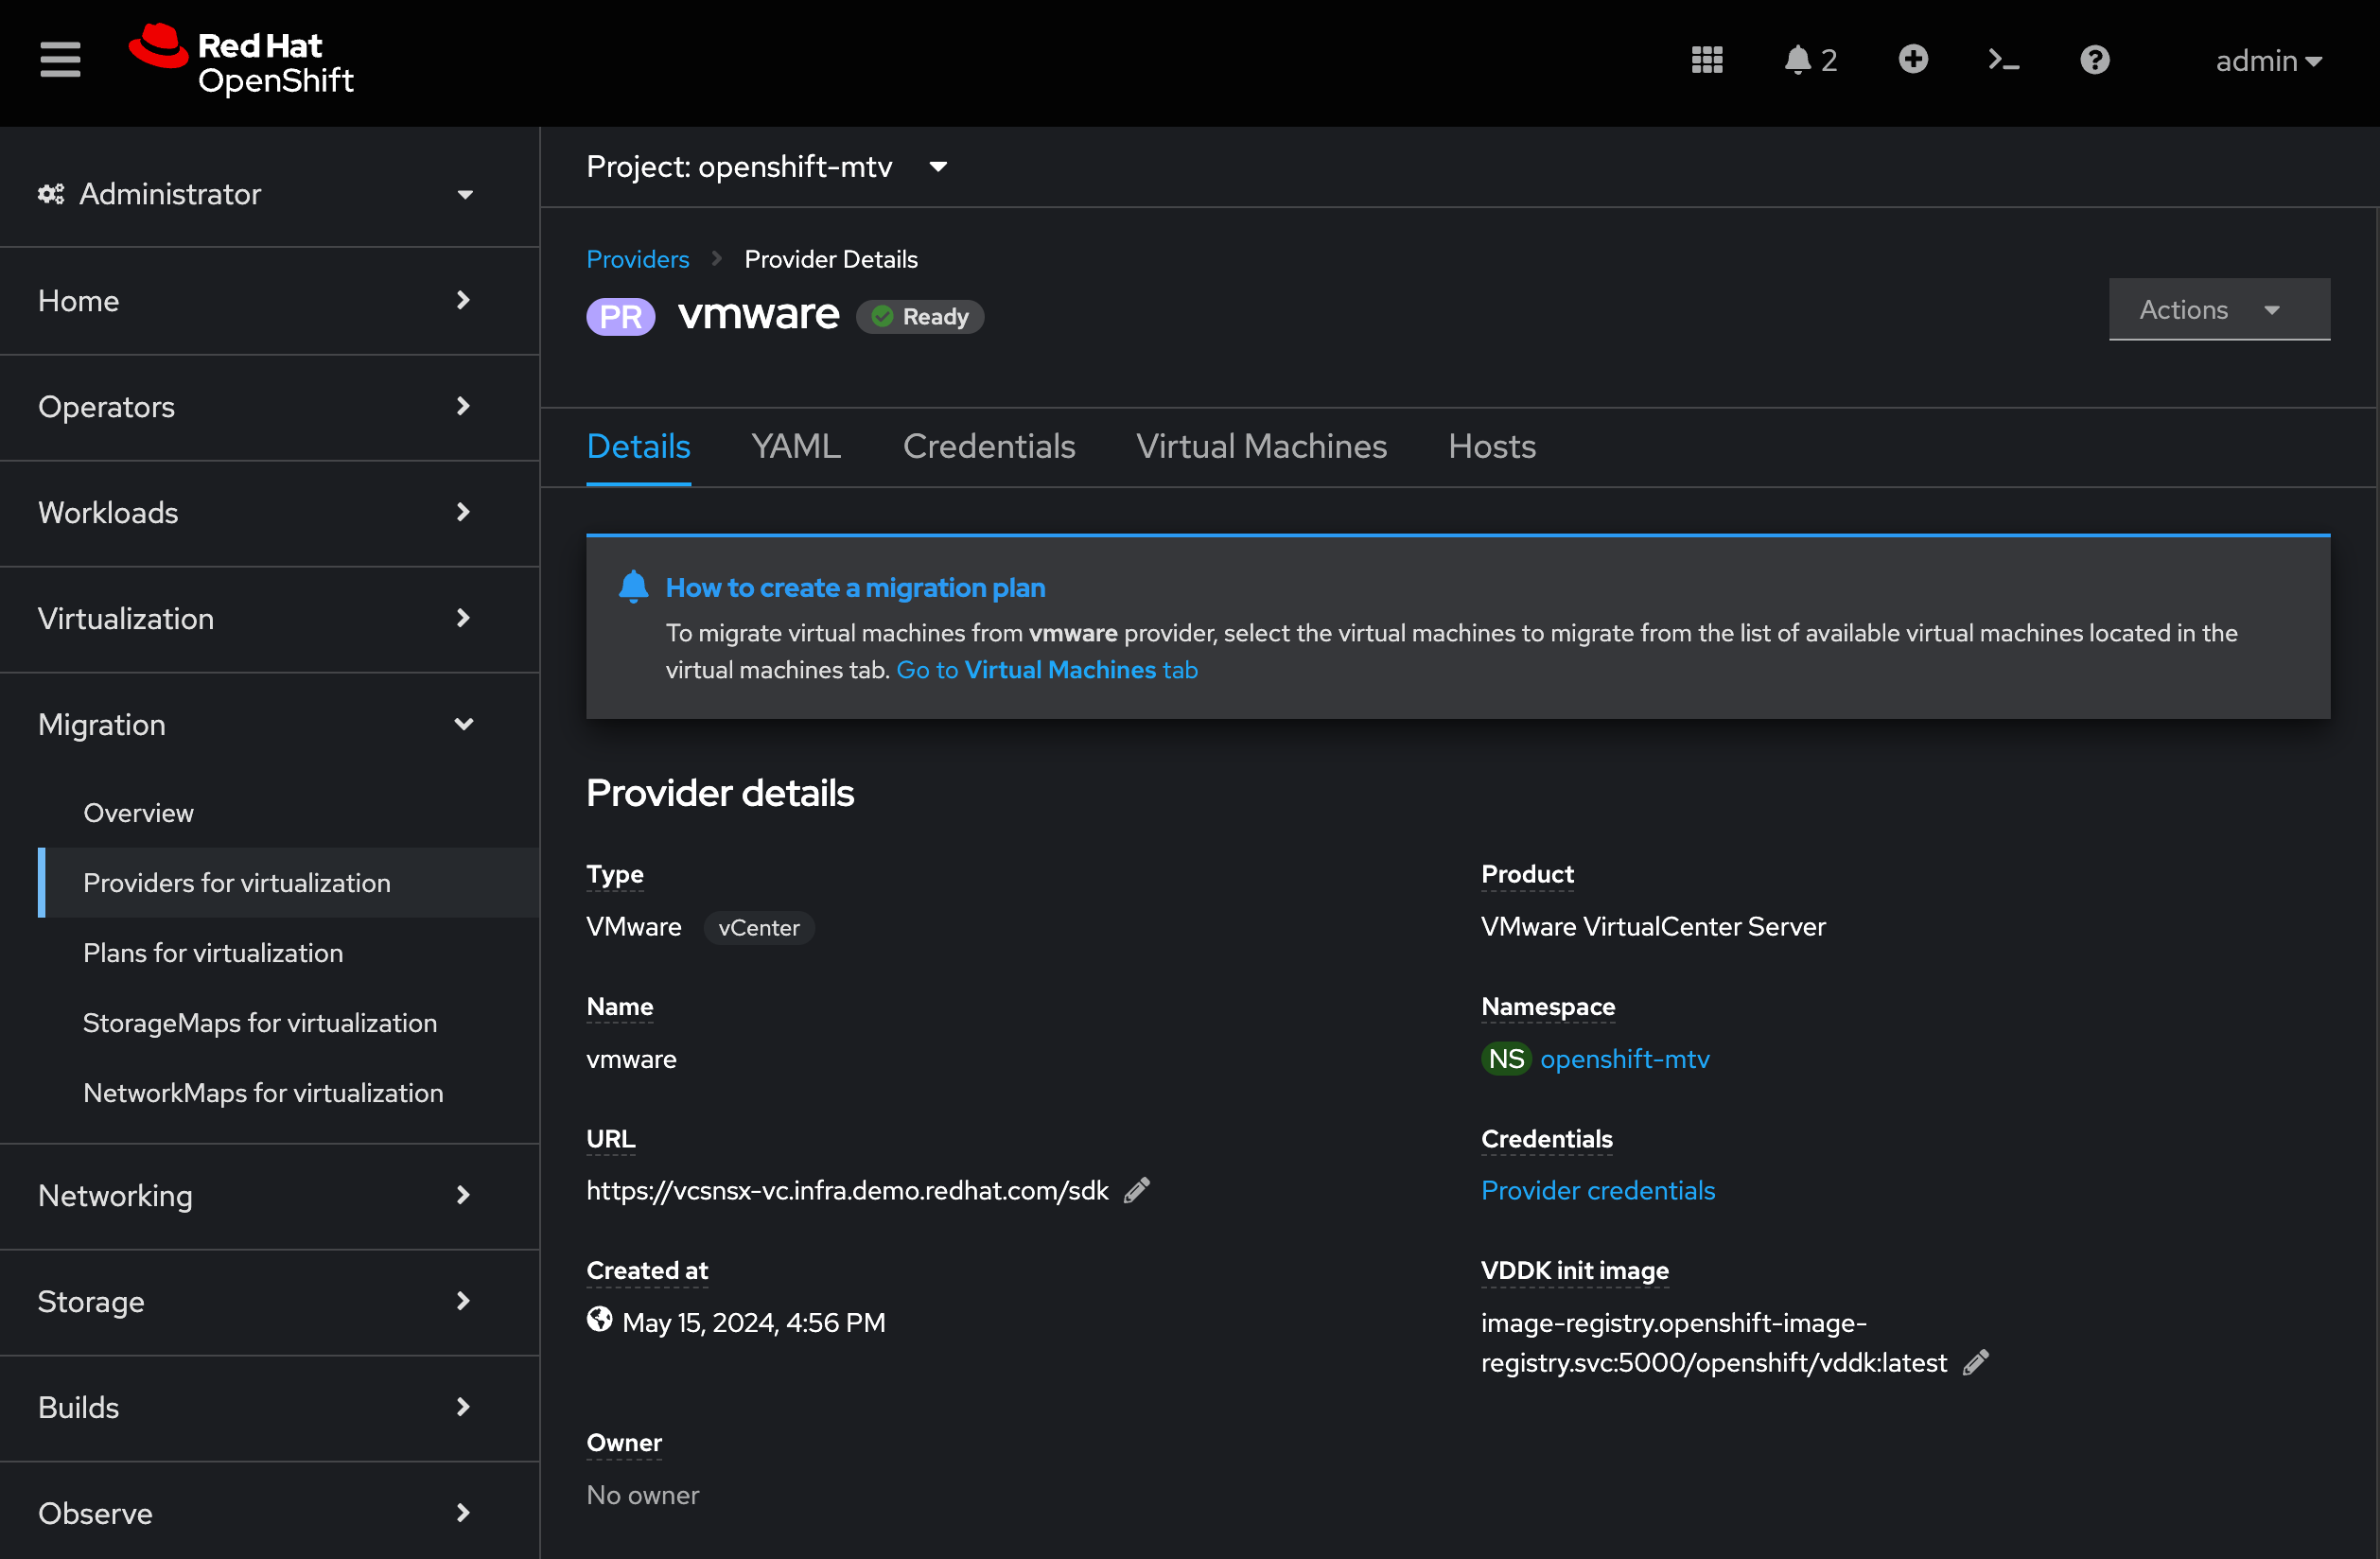 Red Hat
OpenShift
2
admin
Administrator
Home
Operators
Workloads
Virtualization
Migration
Overview
Providers for virtualization
Plans for virtualization
StorageMaps for virtualization
NetworkMaps for virtualization
Networking
Storage
Builds
Observe
Project: openshift-mtv
Providers Provider Details
PR vmware Ready
Actions
Details YAML Credentials Virtual Machines Hosts
How to create a migration plan
To migrate virtual machines from vmware provider, select the virtual machines to migrate from the list of available virtual machines located in the
virtual machines tab. Go to Virtual Machines tab
Provider details
Type
VMware vCenter
Product
VMware VirtualCenter Server
Name
vmware
Namespace
NS openshift-mtv
URL
https://vcsnsx-vc.infra.demo.redhat.com/sdk
Credentials
Provider credentials
Created at
May 15, 2024, 4:56 PM
VDDK init image
image-registry.openshift-image-
registry.svc:5000/openshift/vddk:latest
Owner
No owner